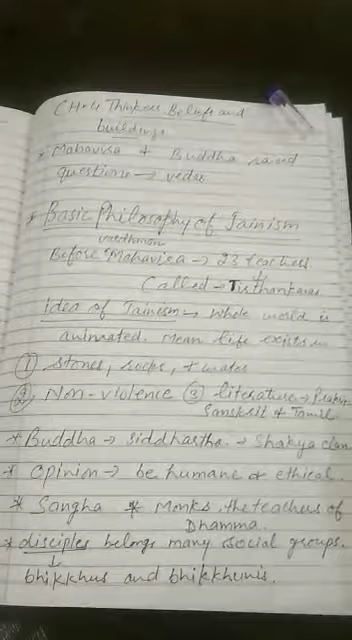 CH-4 Thinkers Beliefs and
buildings
* Mahavira + Buddha raised
questions → vedas
* Basic Philosophy of Jainism
vardhman
Before Mahavira → 23 teachers
↓
Called → Tirthankaras
idea of Jainism → whole world is
animated. Mean life exists in
① stones, rocks, + water
② Non-violence ③ literature →
Sanskrit & Tamil
* Buddha → siddhartha → Shakya clan
* opinion → be humane & ethical.
* Sangha * Monks, the teachers of
Dhamma.
* disciples belongs many social groups.
↓
bhikkhus and bhikkhunis.